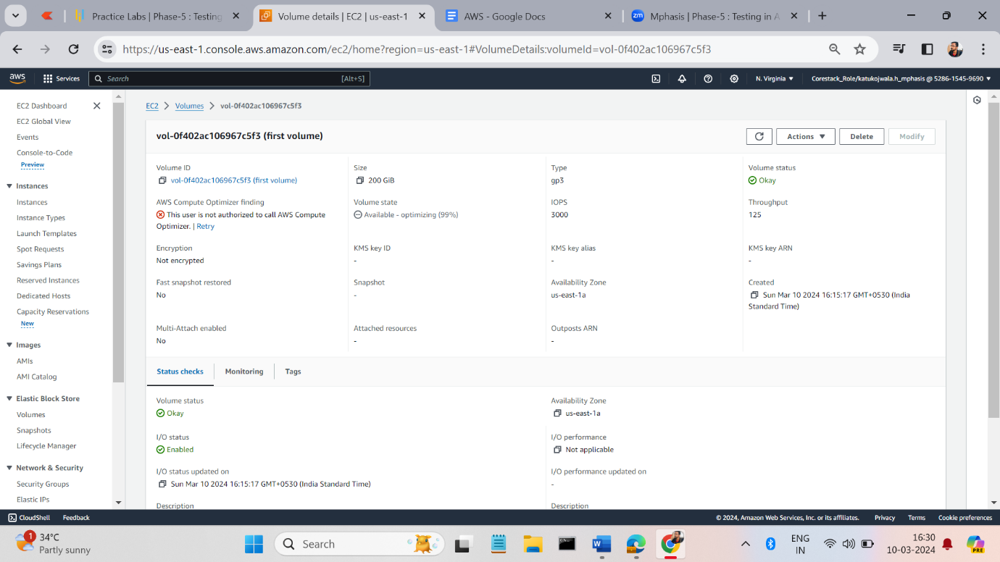 Practice Labs | Phase-5 : Testing
Volume details | EC2 | us-east-1
AWS - Google Docs
zm
Mphasis | Phase-5 : Testing in A
https://us-east-1.console.aws.amazon.com/ec2/home?region=us-east-1#VolumeDetails:volumeId=vol-0f402ac106967c5f3
aws
Services
Search
[Alt+S]
N. Virginia
Corestack_Role/katukojwala.h_mphasis @ 5286-1545-9690
EC2 Dashboard
EC2 Global View
Events
Console-to-Code
Preview
Instances
Instances
Instance Types
Launch Templates
Spot Requests
Savings Plans
Reserved Instances
Dedicated Hosts
Capacity Reservations
New
Images
AMIs
AMI Catalog
Elastic Block Store
Volumes
Snapshots
Lifecycle Manager
Network & Security
Security Groups
Elastic IPs
EC2 > Volumes > vol-0f402ac106967c5f3
vol-0f402ac106967c5f3 (first volume)
Actions
Delete
Modify
Volume ID
vol-0f402ac106967c5f3 (first volume)
Size
200 GiB
Type
gp3
Volume status
Okay
AWS Compute Optimizer finding
This user is not authorized to call AWS Compute
Optimizer. | Retry
Volume state
Available - optimizing (99%)
IOPS
3000
Throughput
125
Encryption
Not encrypted
KMS key ID
-
KMS key alias
-
KMS key ARN
-
Fast snapshot restored
No
Snapshot
-
Availability Zone
us-east-1a
Created
Sun Mar 10 2024 16:15:17 GMT+0530 (India
Standard Time)
Multi-Attach enabled
No
Attached resources
-
Outposts ARN
-
Status checks
Monitoring
Tags
Volume status
Okay
Availability Zone
us-east-1a
I/O status
Enabled
I/O performance
Not applicable
I/O status updated on
Sun Mar 10 2024 16:15:17 GMT+0530 (India Standard Time)
I/O performance updated on
-
Description
Description
CloudShell
Feedback
© 2024, Amazon Web Services, Inc. or its affiliates.
Privacy
Terms
Cookie preferences
1
34°C
Partly sunny
Search
W
ENG
IN
16:30
10-03-2024
PRE